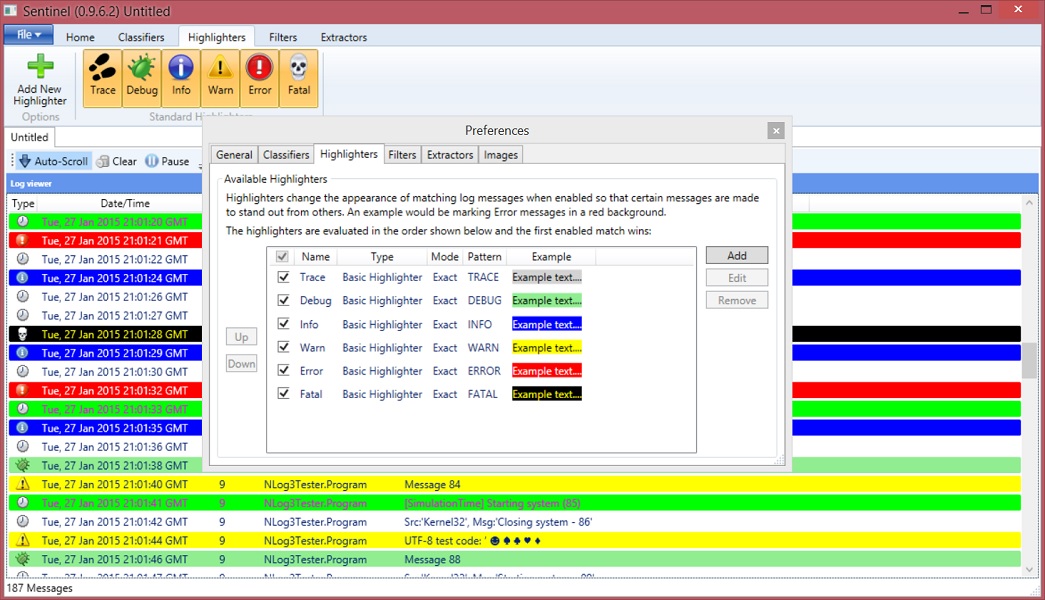 Sentinel (0.9.6.2) Untitled
File Home Classifiers Highlighters Filters Extractors
Add New
Highlighter
Trace Debug Info Warn Error Fatal
Options
Untitled
Auto-Scroll Clear Pause
Log viewer
Type Date/Time
Tue, 27 Jan 2015 21:01:20 GMT
Tue, 27 Jan 2015 21:01:21 GMT
Tue, 27 Jan 2015 21:01:22 GMT
Tue, 27 Jan 2015 21:01:24 GMT
Tue, 27 Jan 2015 21:01:26 GMT
Tue, 27 Jan 2015 21:01:27 GMT
Tue, 27 Jan 2015 21:01:28 GMT
Tue, 27 Jan 2015 21:01:29 GMT
Tue, 27 Jan 2015 21:01:30 GMT
Tue, 27 Jan 2015 21:01:32 GMT
Tue, 27 Jan 2015 21:01:33 GMT
Tue, 27 Jan 2015 21:01:35 GMT
Tue, 27 Jan 2015 21:01:36 GMT
Tue, 27 Jan 2015 21:01:38 GMT
Preferences
General Classifiers Highlighters Filters Extractors Images
Available Highlighters
Highlighters change the appearance of matching log messages when enabled so that certain messages are made
to stand out from others. An example would be marking Error messages in a red background.
The highlighters are evaluated in the order shown below and the first enabled match wins:
Name Type Mode Pattern Example
Trace Basic Highlighter Exact TRACE Example text....
Debug Basic Highlighter Exact DEBUG Example text....
Info Basic Highlighter Exact INFO Example text....
Warn Basic Highlighter Exact WARN Example text....
Error Basic Highlighter Exact ERROR Example text....
Fatal Basic Highlighter Exact FATAL Example text....
Up
Down
Add
Edit
Remove
Tue, 27 Jan 2015 21:01:40 GMT 9 NLog3Tester.Program Message 84
Tue, 27 Jan 2015 21:01:41 GMT 9 NLog3Tester.Program [SimulationTime] Starting system (85)
Tue, 27 Jan 2015 21:01:42 GMT 9 NLog3Tester.Program Src:'Kernel32', Msg:'Closing system - 86'
Tue, 27 Jan 2015 21:01:44 GMT 9 NLog3Tester.Program UTF-8 test code: ' ☻ ♠ ♣ ♥ ♦
Tue, 27 Jan 2015 21:01:46 GMT 9 NLog3Tester.Program Message 88
187 Messages